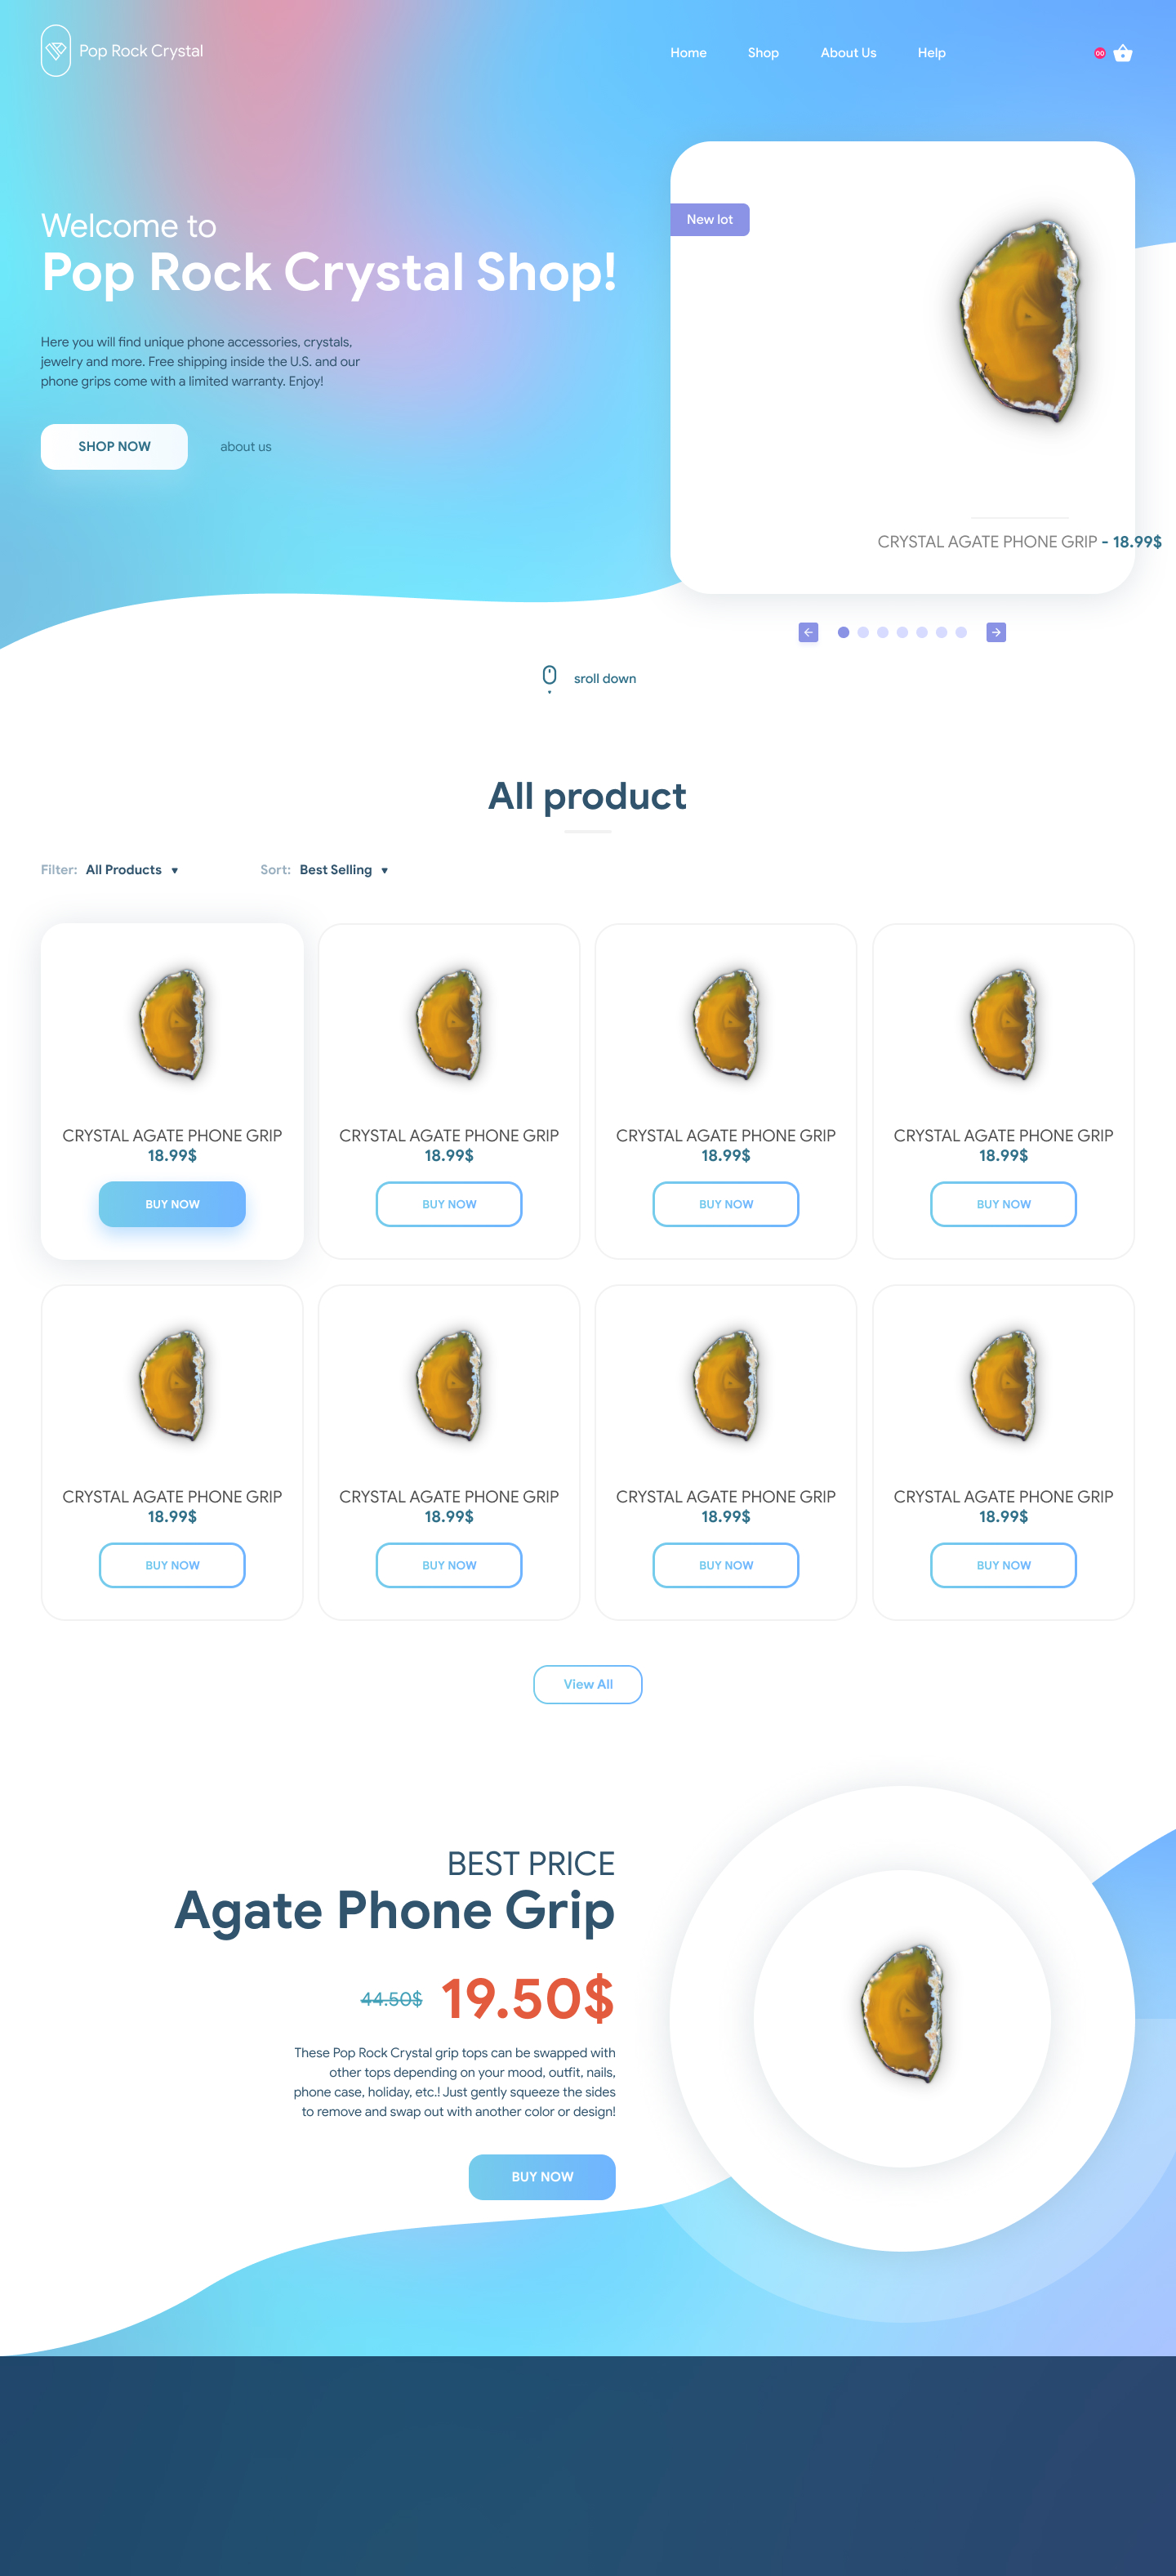 Pop Rock Crystal
Home Shop About Us Help
00
Welcome to
Pop Rock Crystal Shop!
Here you will find unique phone accessories, crystals,
jewelry and more. Free shipping inside the U.S. and our
phone grips come with a limited warranty. Enjoy!
SHOP NOW about us
New lot
CRYSTAL AGATE PHONE GRIP - 18.99$
sroll down
All product
Filter: All Products Sort: Best Selling
CRYSTAL AGATE PHONE GRIP
18.99$
BUY NOW
CRYSTAL AGATE PHONE GRIP
18.99$
BUY NOW
CRYSTAL AGATE PHONE GRIP
18.99$
BUY NOW
CRYSTAL AGATE PHONE GRIP
18.99$
BUY NOW
CRYSTAL AGATE PHONE GRIP
18.99$
BUY NOW
CRYSTAL AGATE PHONE GRIP
18.99$
BUY NOW
CRYSTAL AGATE PHONE GRIP
18.99$
BUY NOW
CRYSTAL AGATE PHONE GRIP
18.99$
BUY NOW
View All
BEST PRICE
Agate Phone Grip
44.50$ 19.50$
These Pop Rock Crystal grip tops can be swapped with
other tops depending on your mood, outfit, nails,
phone case, holiday, etc.! Just gently squeeze the sides
to remove and swap out with another color or design!
BUY NOW